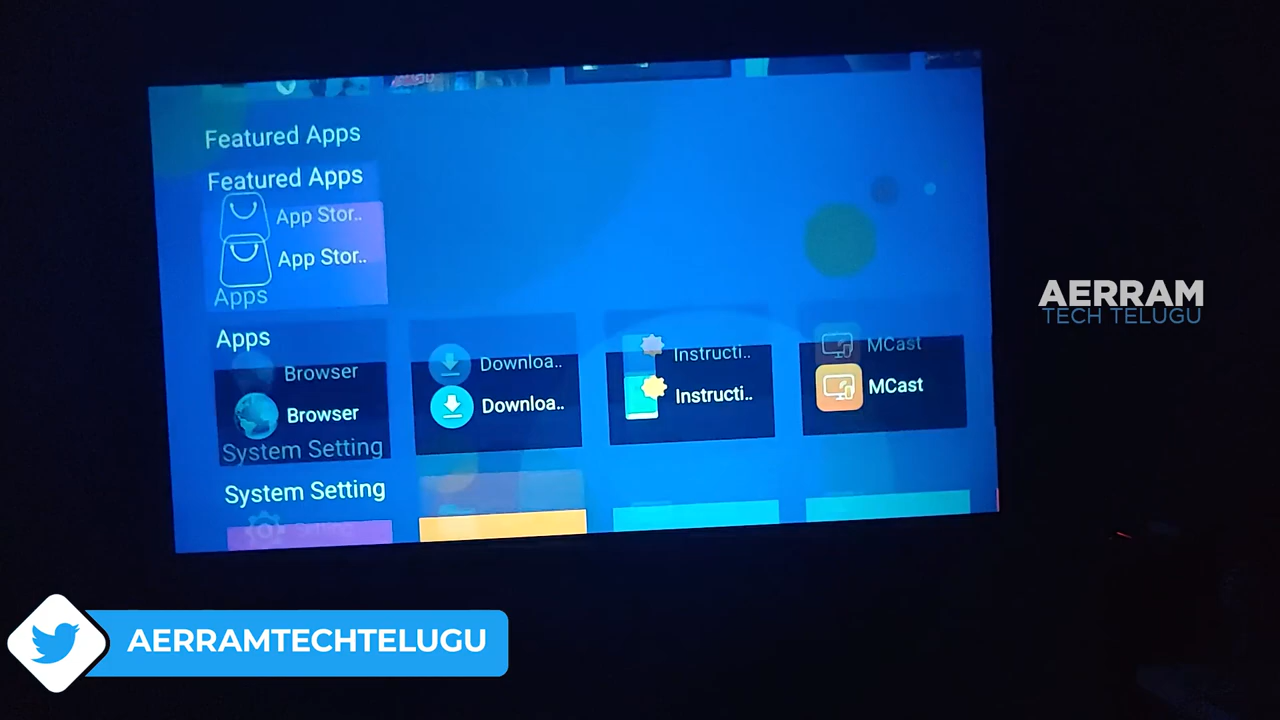 Featured Apps
Featured Apps
App Stor..
App Stor..
Apps
Apps
Browser
Downloa..
Instructi..
MCast
Browser
Downloa..
Instructi..
MCast
System Setting
System Setting
AERRAM
TECH TELUGU
AERRAMTECHTELUGU